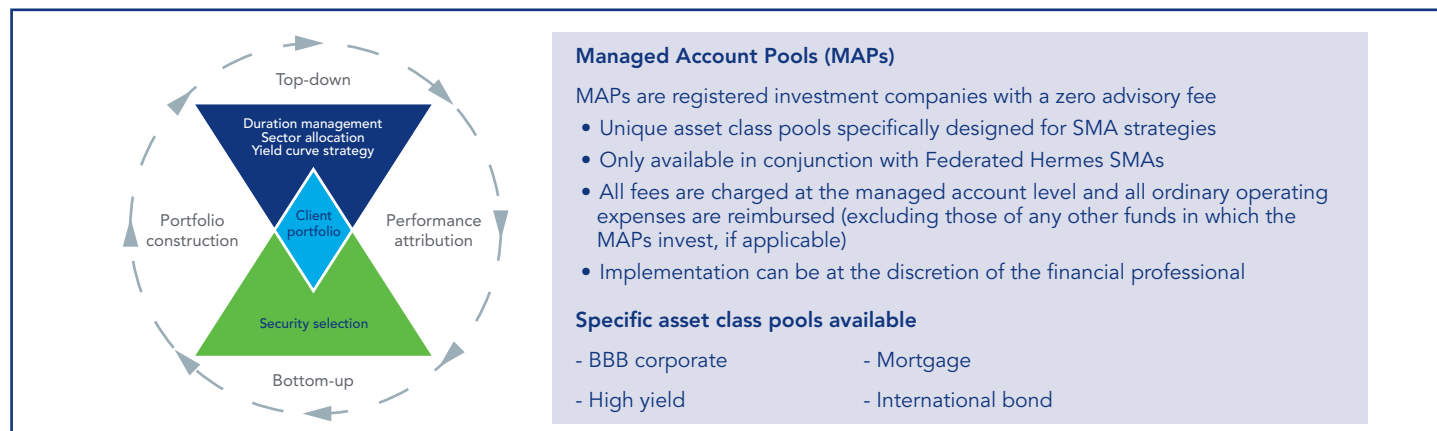 Top-down
Duration management
Sector allocation
Yield curve strategy
Portfolio
construction
Client
portfolio
Performance
attribution
Security selection
Bottom-up
Managed Account Pools (MAPs)
MAPs are registered investment companies with a zero advisory fee
• Unique asset class pools specifically designed for SMA strategies
• Only available in conjunction with Federated Hermes SMAs
• All fees are charged at the managed account level and all ordinary operating
expenses are reimbursed (excluding those of any other funds in which the
MAPs invest, if applicable)
• Implementation can be at the discretion of the financial professional
Specific asset class pools available
- BBB corporate
- Mortgage
- High yield
- International bond